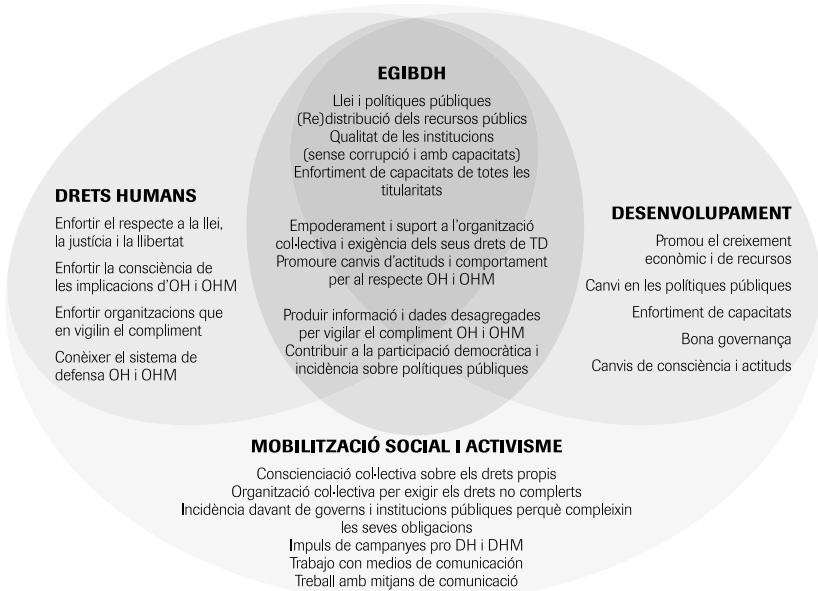 EGIBDH
Llei i polítiques públiques
(Re)distribució dels recursos públics
Qualitat de les institucions
(sense corrupció i amb capacitats)
Enfortiment de capacitats de totes les
titularitats
Empoderament i suport a l'organització
col·lectiva i exigència dels seus drets de TD
Promoure canvis d'actituds i comportament
per al respecte OH i OHM
Produir informació i dades desagregades
per vigilar el compliment OH i OHM
Contribuir a la participació democràtica i
incidència sobre polítiques públiques
DRETS HUMANS
Enfortir el respecte a la llei,
la justícia i la llibertat
Enfortir la consciència de
les implicacions d'OH i OHM
Enfortir organitzacions que
en vigilin el compliment
Conèixer el sistema de
defensa OH i OHM
DESENVOLUPAMENT
Promou el creixement
econòmic i de recursos
Canvi en les polítiques públiques
Enfortiment de capacitats
Bona governança
Canvis de consciència i actituds
MOBILITZACIÓ SOCIAL I ACTIVISME
Conscienciació col·lectiva sobre els drets propis
Organització col·lectiva per exigir els drets no complerts
Incidència davant de governs i institucions públiques perquè compleixin
les seves obligacions
Impuls de campanyes pro DH i DHM
Trabajo con medios de comunicación
Treball amb mitjans de comunicació